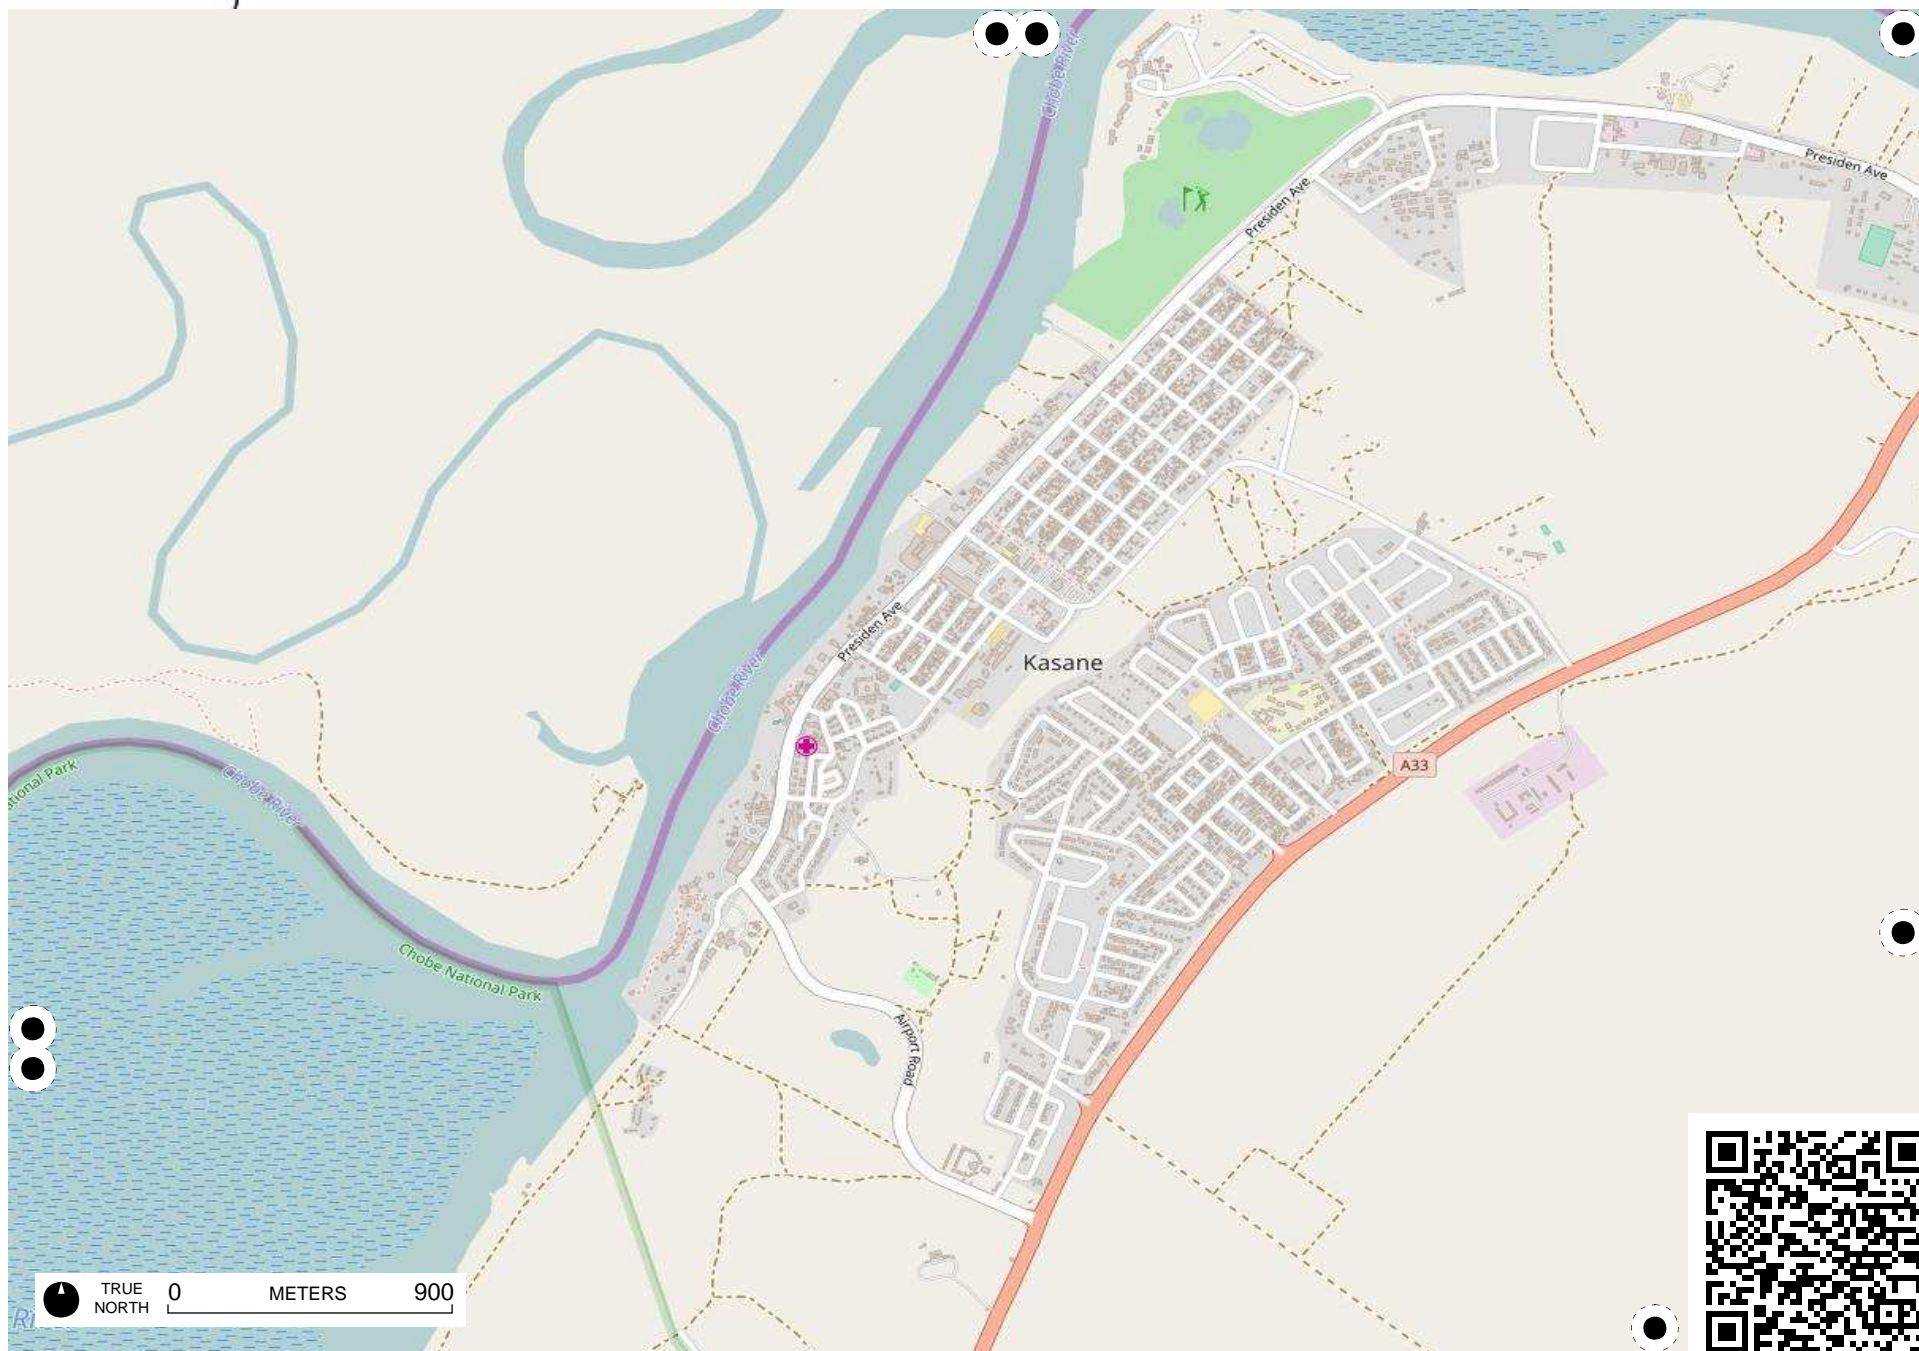 Chobe River
Presiden Ave
Presiden Ave
Presiden Ave
Kasane
Chobe River
A33
ational Park
Chobe River
Chobe National Park
Airport Road
TRUE
NORTH
0 METERS 900